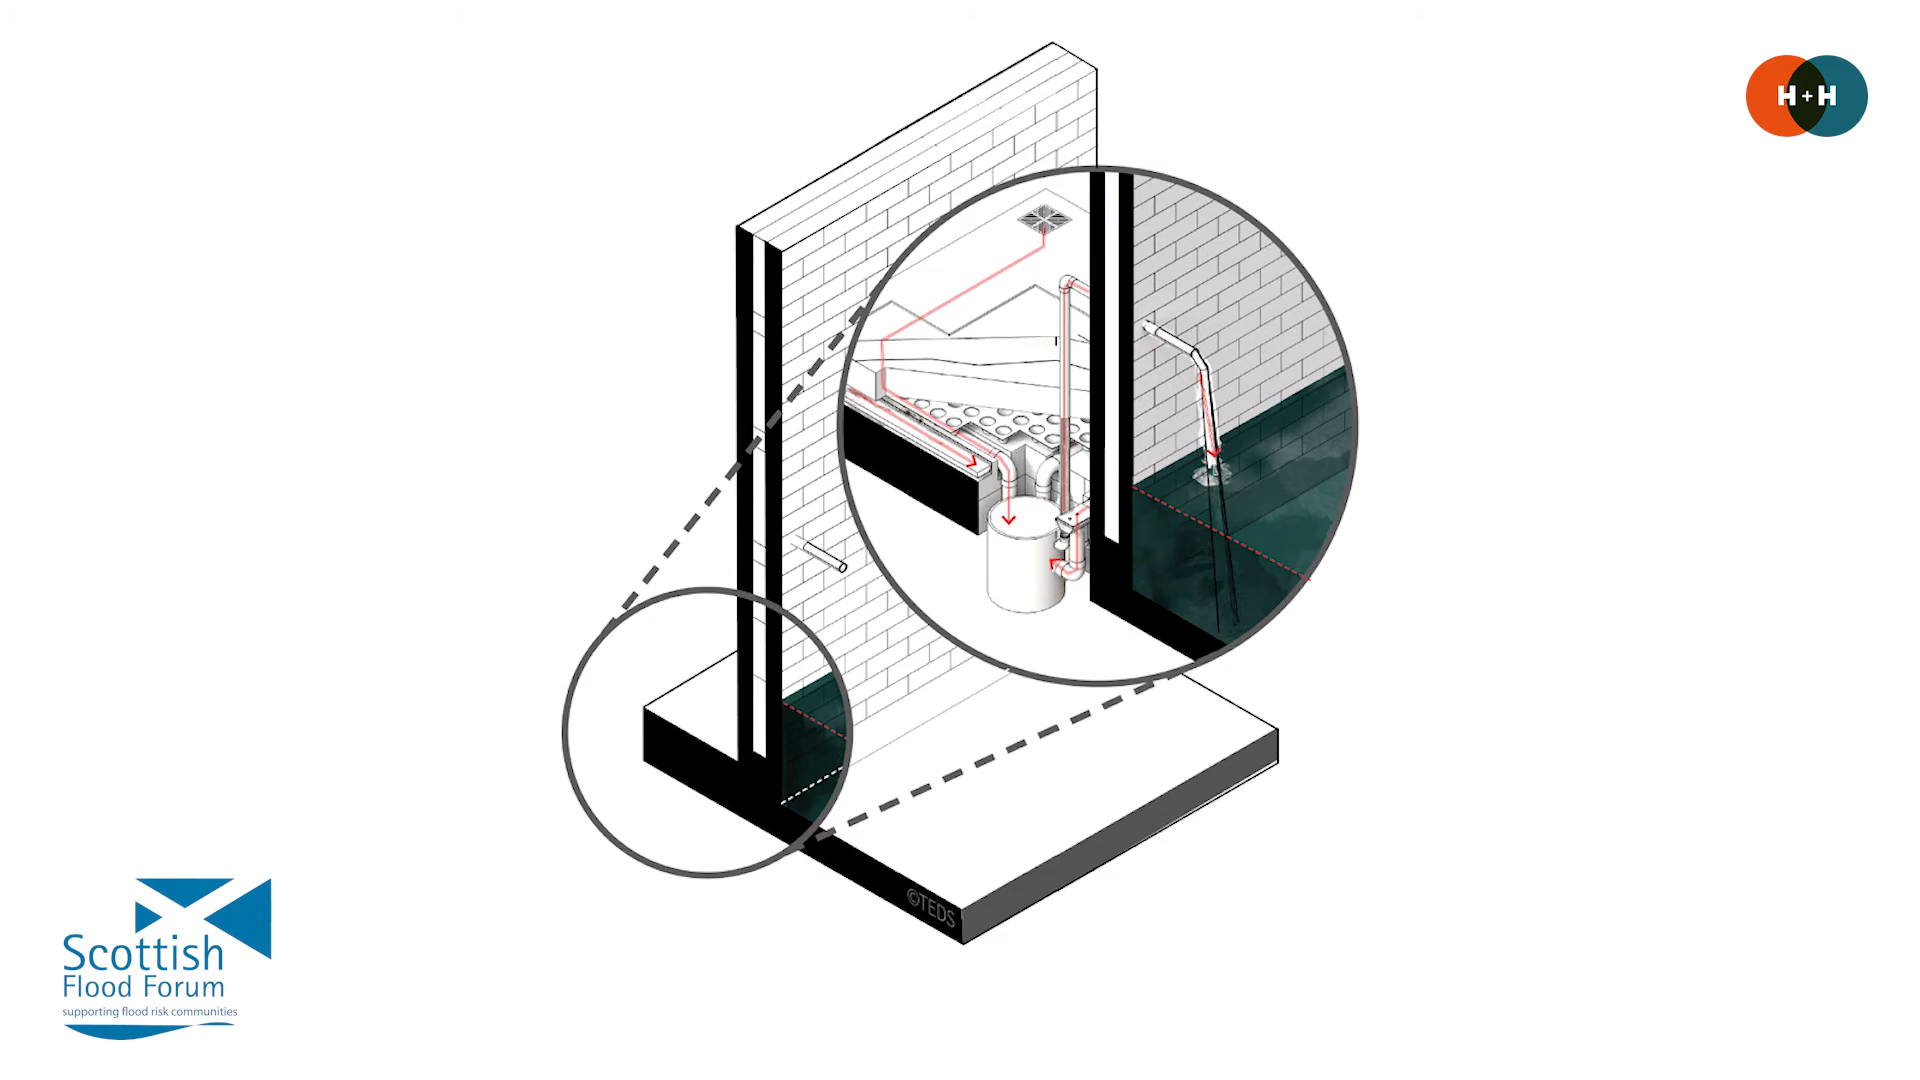 H+H
©TEDS
Scottish
Flood Forum
supporting flood risk communities